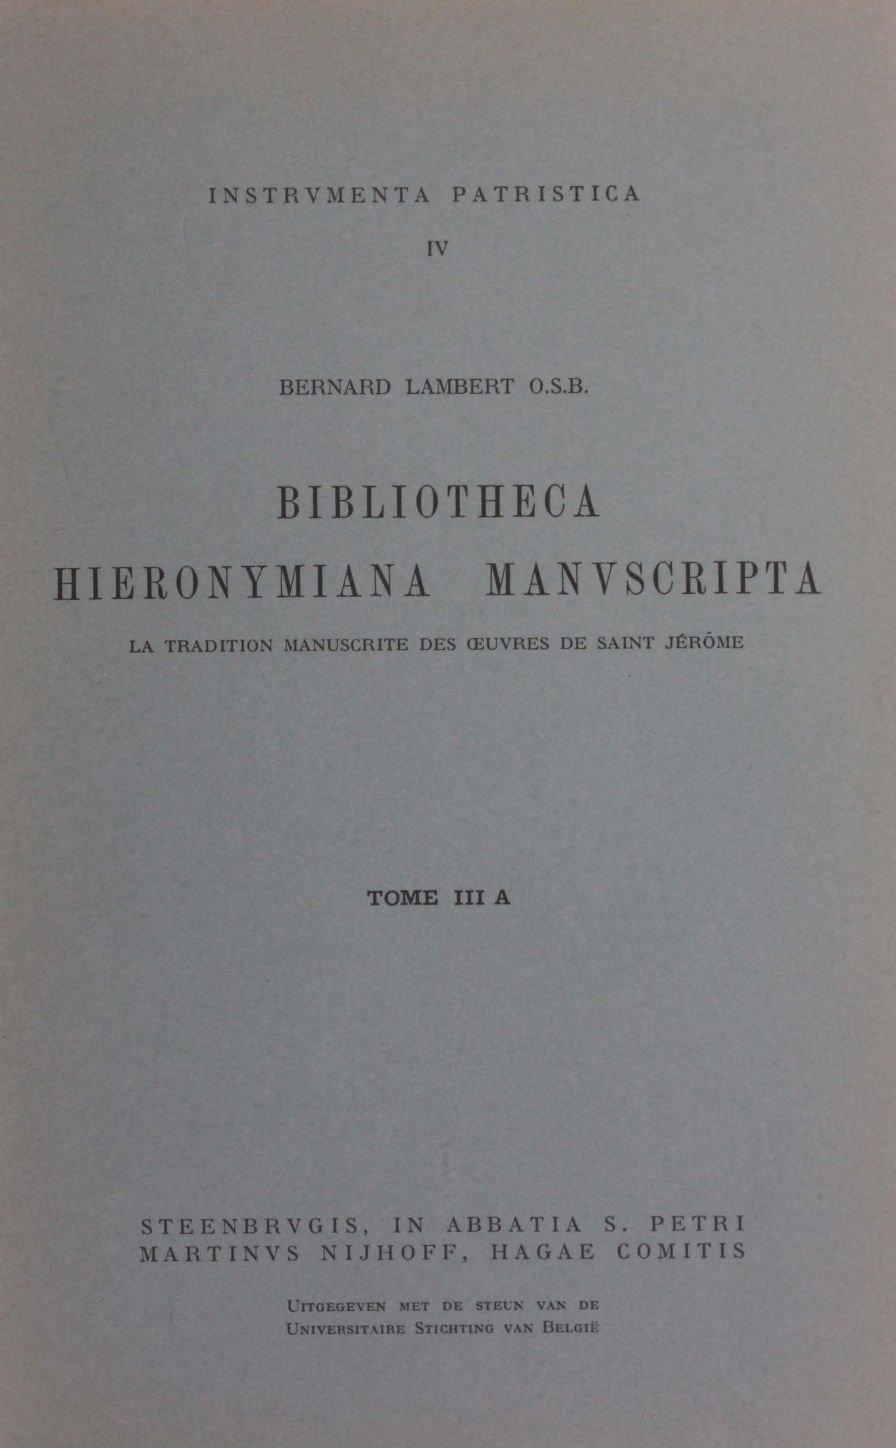 INSTRVMENTA PATRISTICA
IV
BERNARD LAMBERT O.S.B.
BIBLIOTHECA
HIERONYMIANA MANVSCRIPTA
LA TRADITION MANUSCRITE DES ŒUVRES DE SAINT JÉRÔME
TOME III A
STEENBRVGIS, IN ABBATIA S. PETRI
MARTINVS NIJHOFF, HAGAE COMITIS
UITGEGEVEN MET DE STEUN VAN DE
UNIVERSITAIRE STICHTING VAN BELGIË